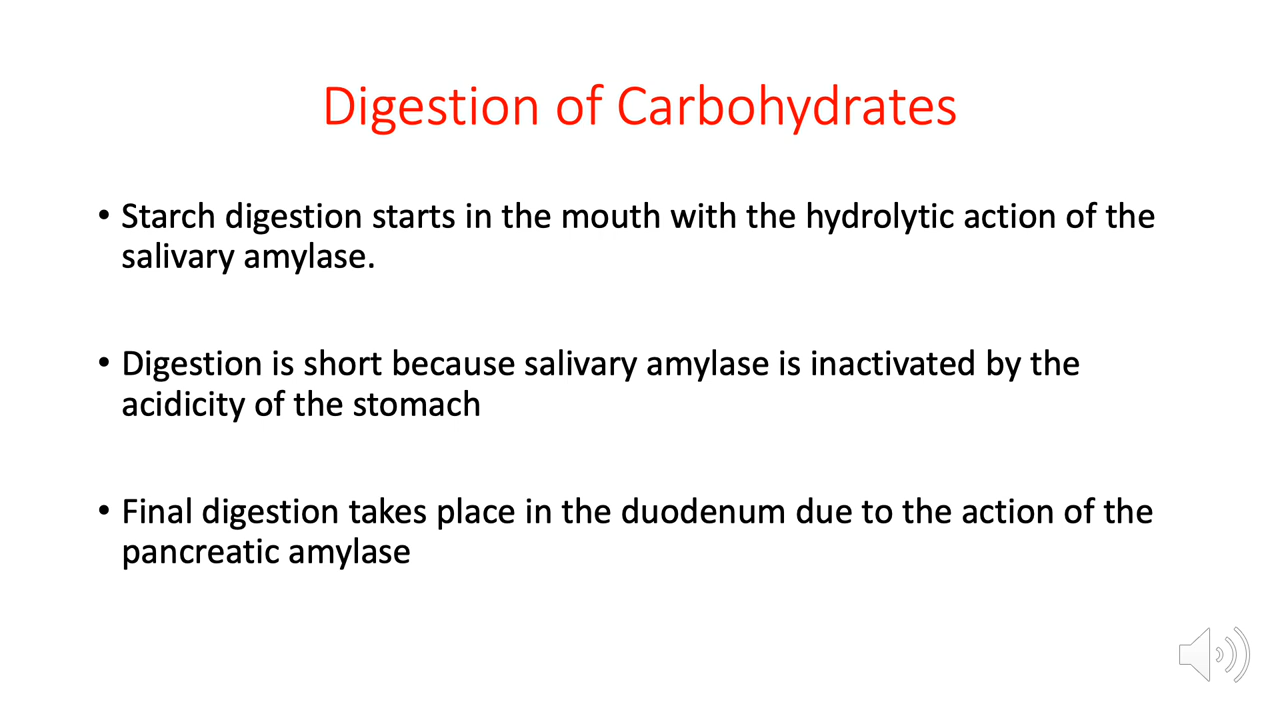 Digestion of Carbohydrates
• Starch digestion starts in the mouth with the hydrolytic action of the
salivary amylase.
• Digestion is short because salivary amylase is inactivated by the
acidicity of the stomach
• Final digestion takes place in the duodenum due to the action of the
pancreatic amylase